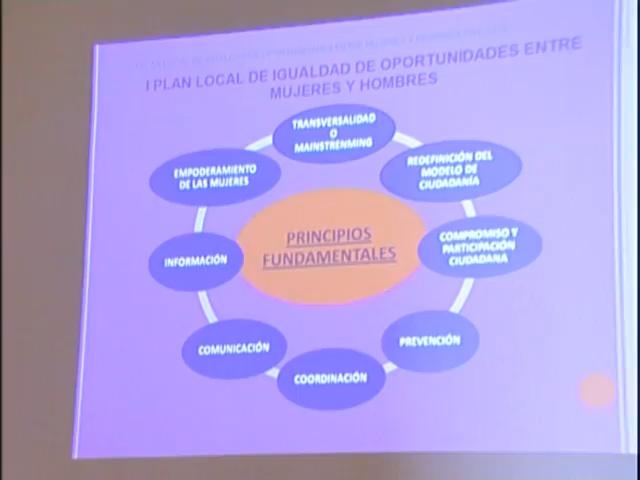 I PLAN LOCAL DE IGUALDAD DE OPORTUNIDADES ENTRE
MUJERES Y HOMBRES
TRANSVERSALIDAD
O
MAINSTRENMING
REDEFINICIÓN DEL
MODELO DE
CIUDADANÍA
COMPROMISO Y
PARTICIPACIÓN
CIUDADANA
PREVENCIÓN
COORDINACIÓN
COMUNICACIÓN
INFORMACIÓN
EMPODERAMIENTO
DE LAS MUJERES
PRINCIPIOS
FUNDAMENTALES